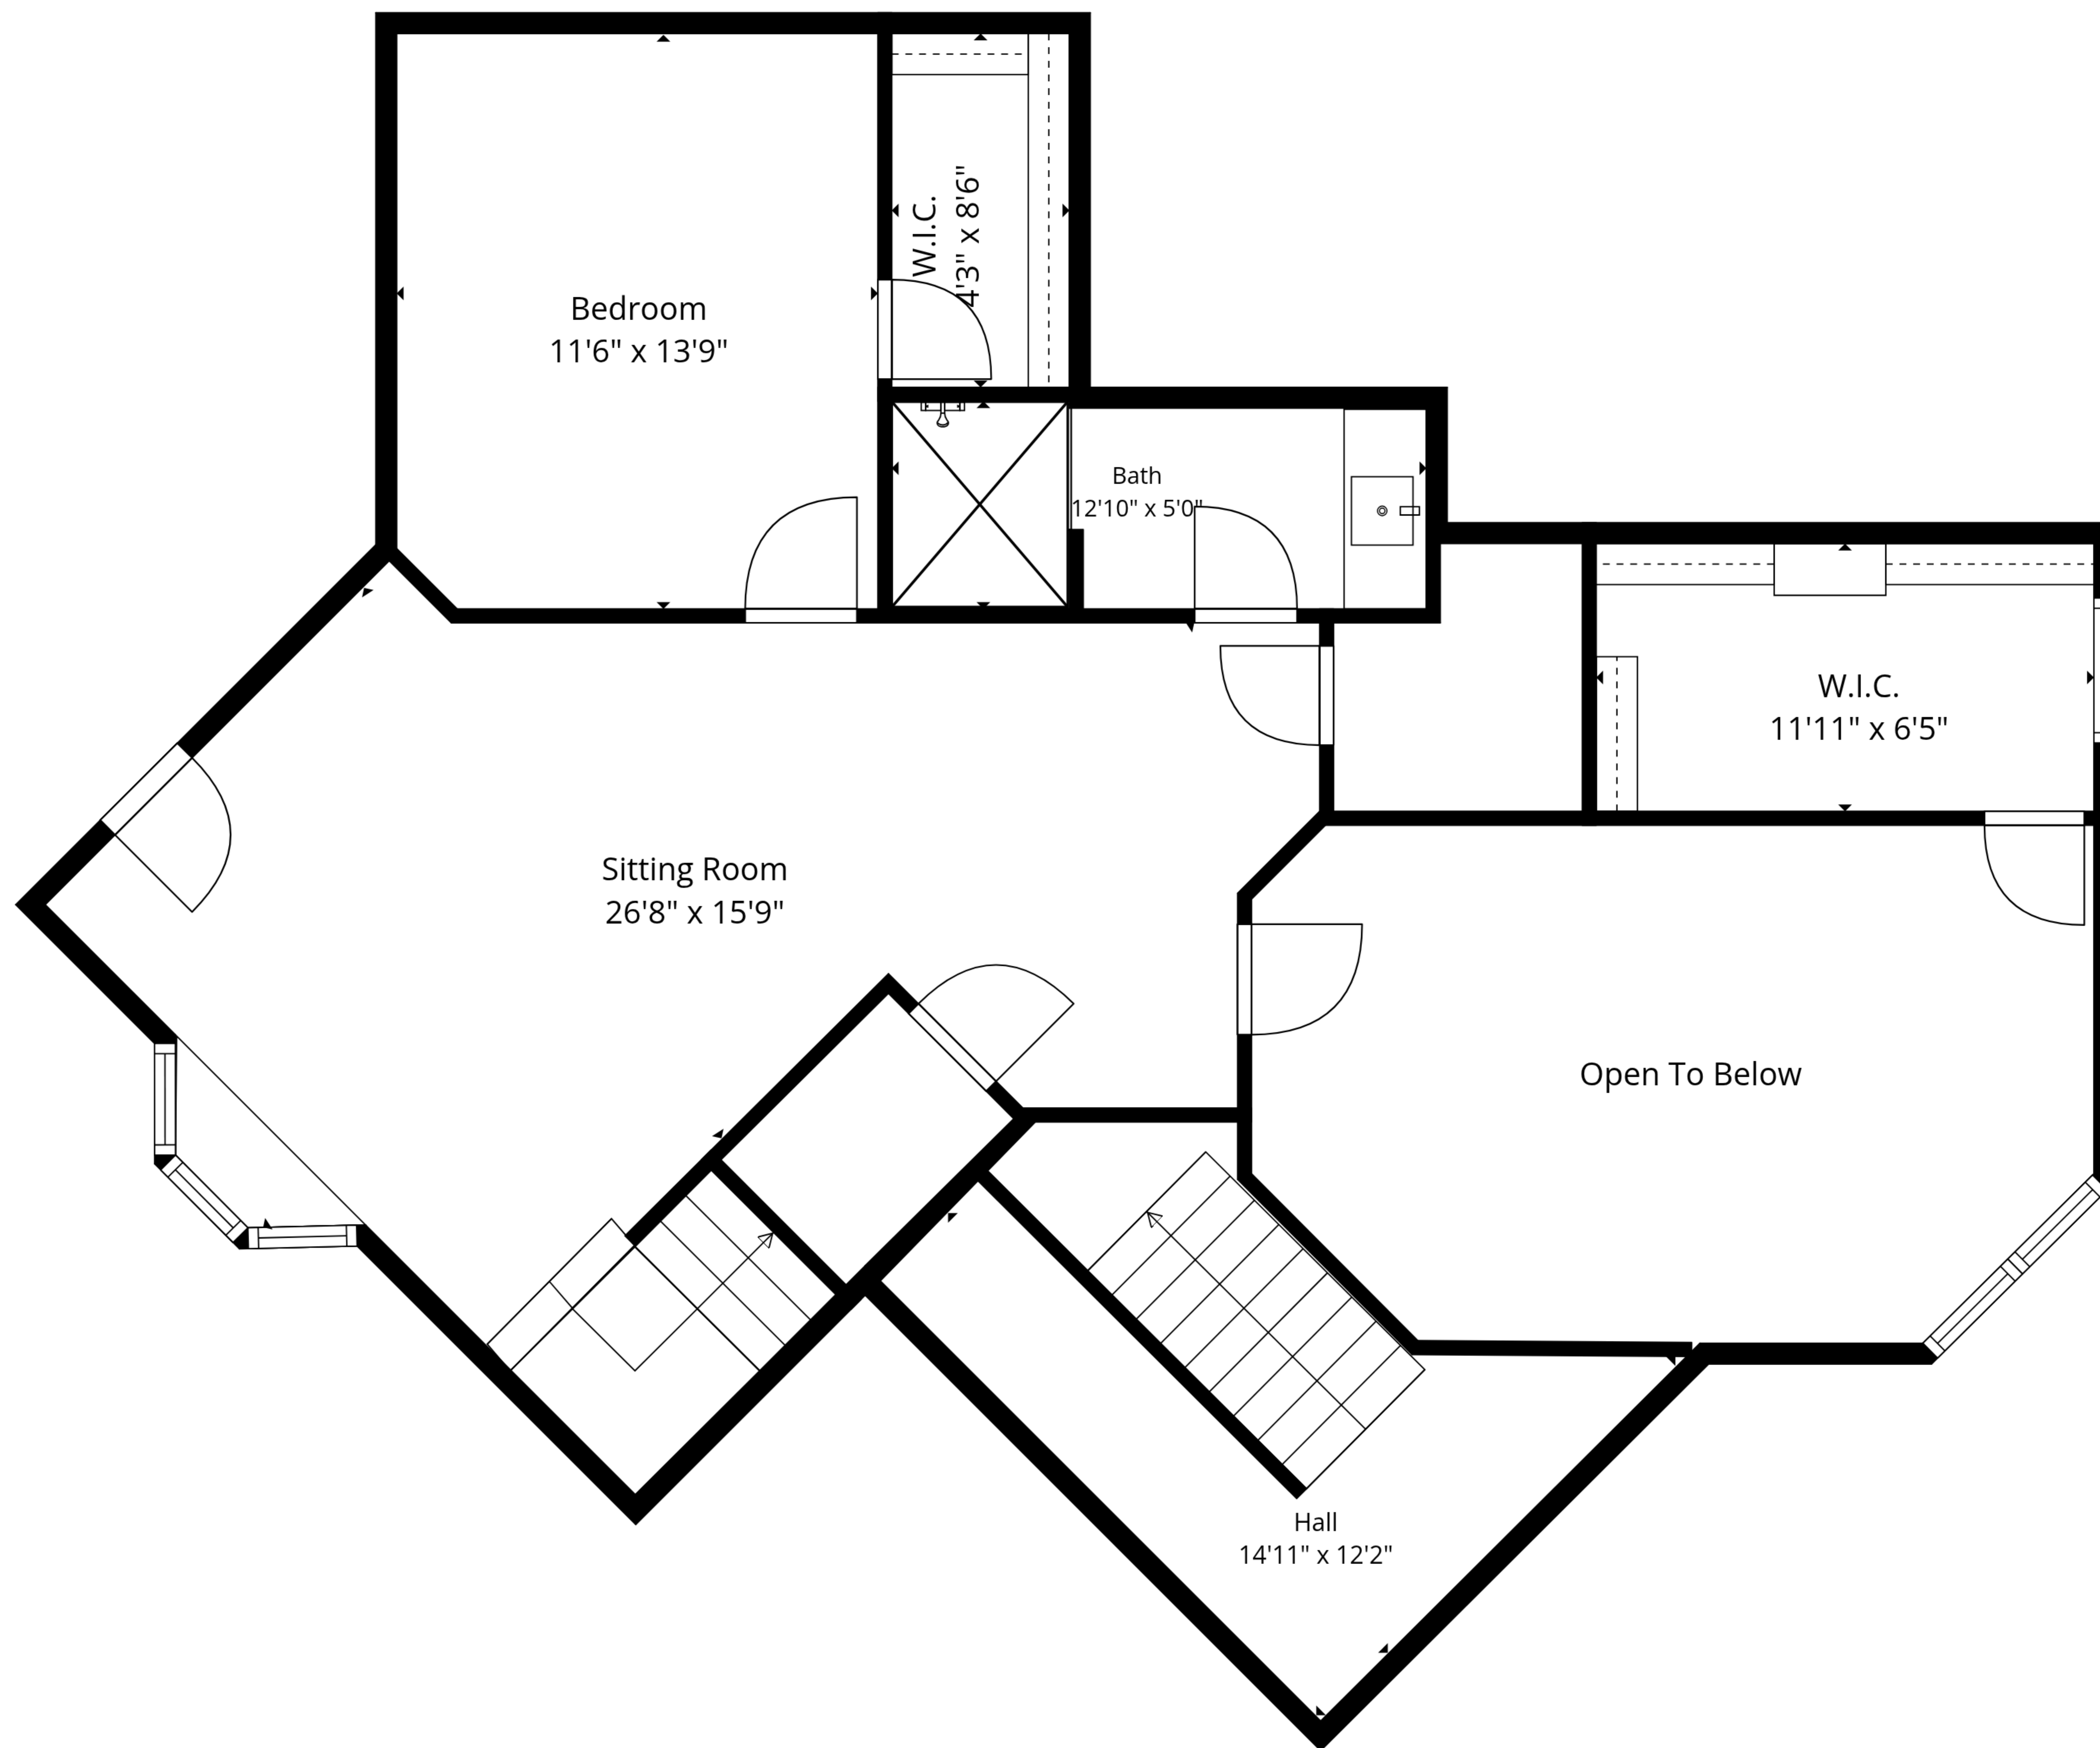 W.I.C.
4'3" x 8'6"
Bedroom
11'6" x 13'9"
Bath
12'10" x 5'0"
W.I.C.
11'11" x 6'5"
Sitting Room
26'8" x 15'9"
Open To Below
Hall
14'11" x 12'2"